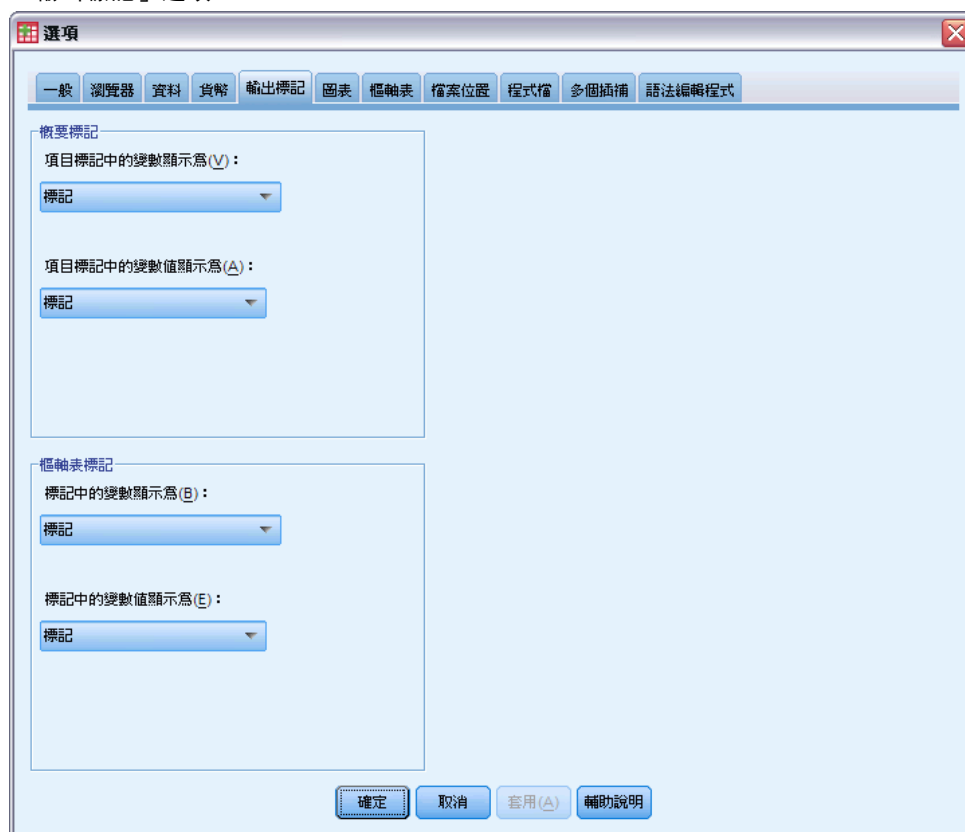 選項
一般 瀏覽器 資料 貨幣 輸出標記 圖表 樞軸表 檔案位置 程式檔 多個插補 語法編輯程式
概要標記
項目標記中的變數顯示為(V)：
標記
項目標記中的變數值顯示為(A)：
標記
樞軸表標記
標記中的變數顯示為(B)：
標記
標記中的變數值顯示為(E)：
標記
確定 取消 套用(A) 輔助說明